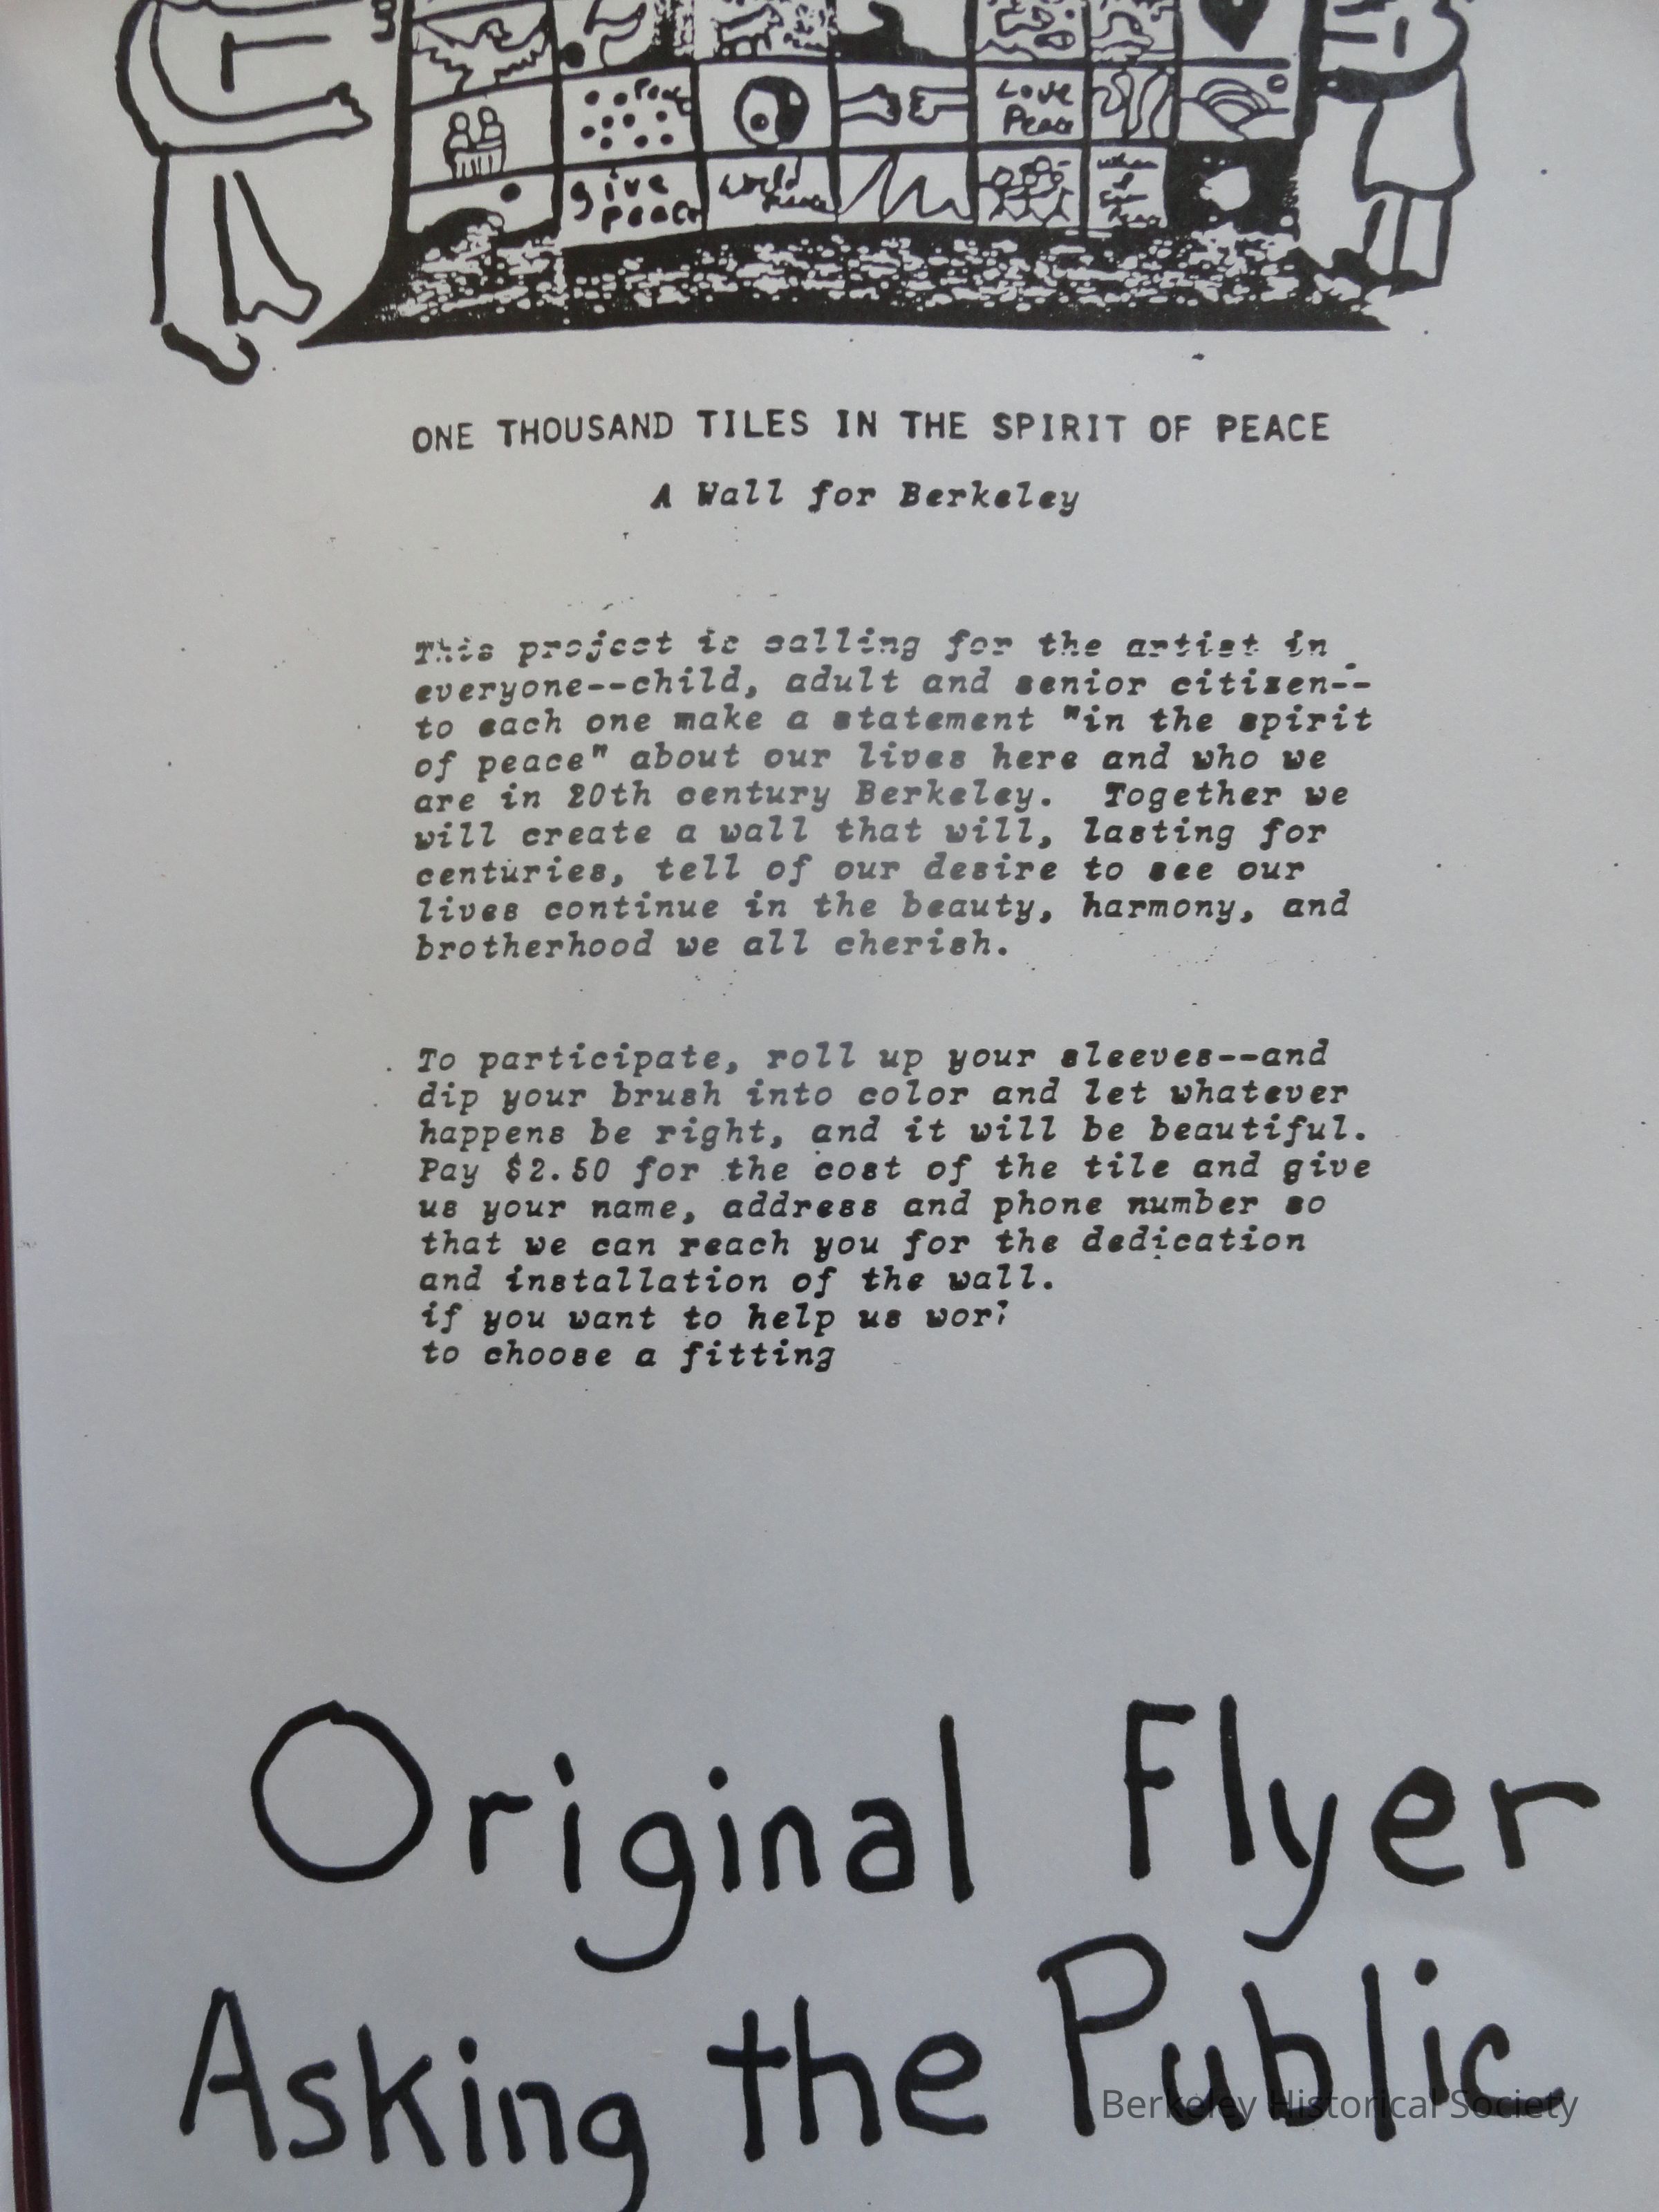 Love
Peace
give
peace
world
peace
ONE THOUSAND TILES IN THE SPIRIT OF PEACE
A Wall for Berkeley
This project is calling for the artist in
everyone--child, adult and senior citizen--
to each one make a statement "in the spirit
of peace" about our lives here and who we
are in 20th century Berkeley. Together we
will create a wall that will, lasting for
centuries, tell of our desire to see our
lives continue in the beauty, harmony, and
brotherhood we all cherish.
To participate, roll up your sleeves--and
dip your brush into color and let whatever
happens be right, and it will be beautiful.
Pay $2.50 for the cost of the tile and give
us your name, address and phone number so
that we can reach you for the dedication
and installation of the wall.
if you want to help us
to choose a fitting
Original Flyer
Asking the Public
Berkeley Historical Society